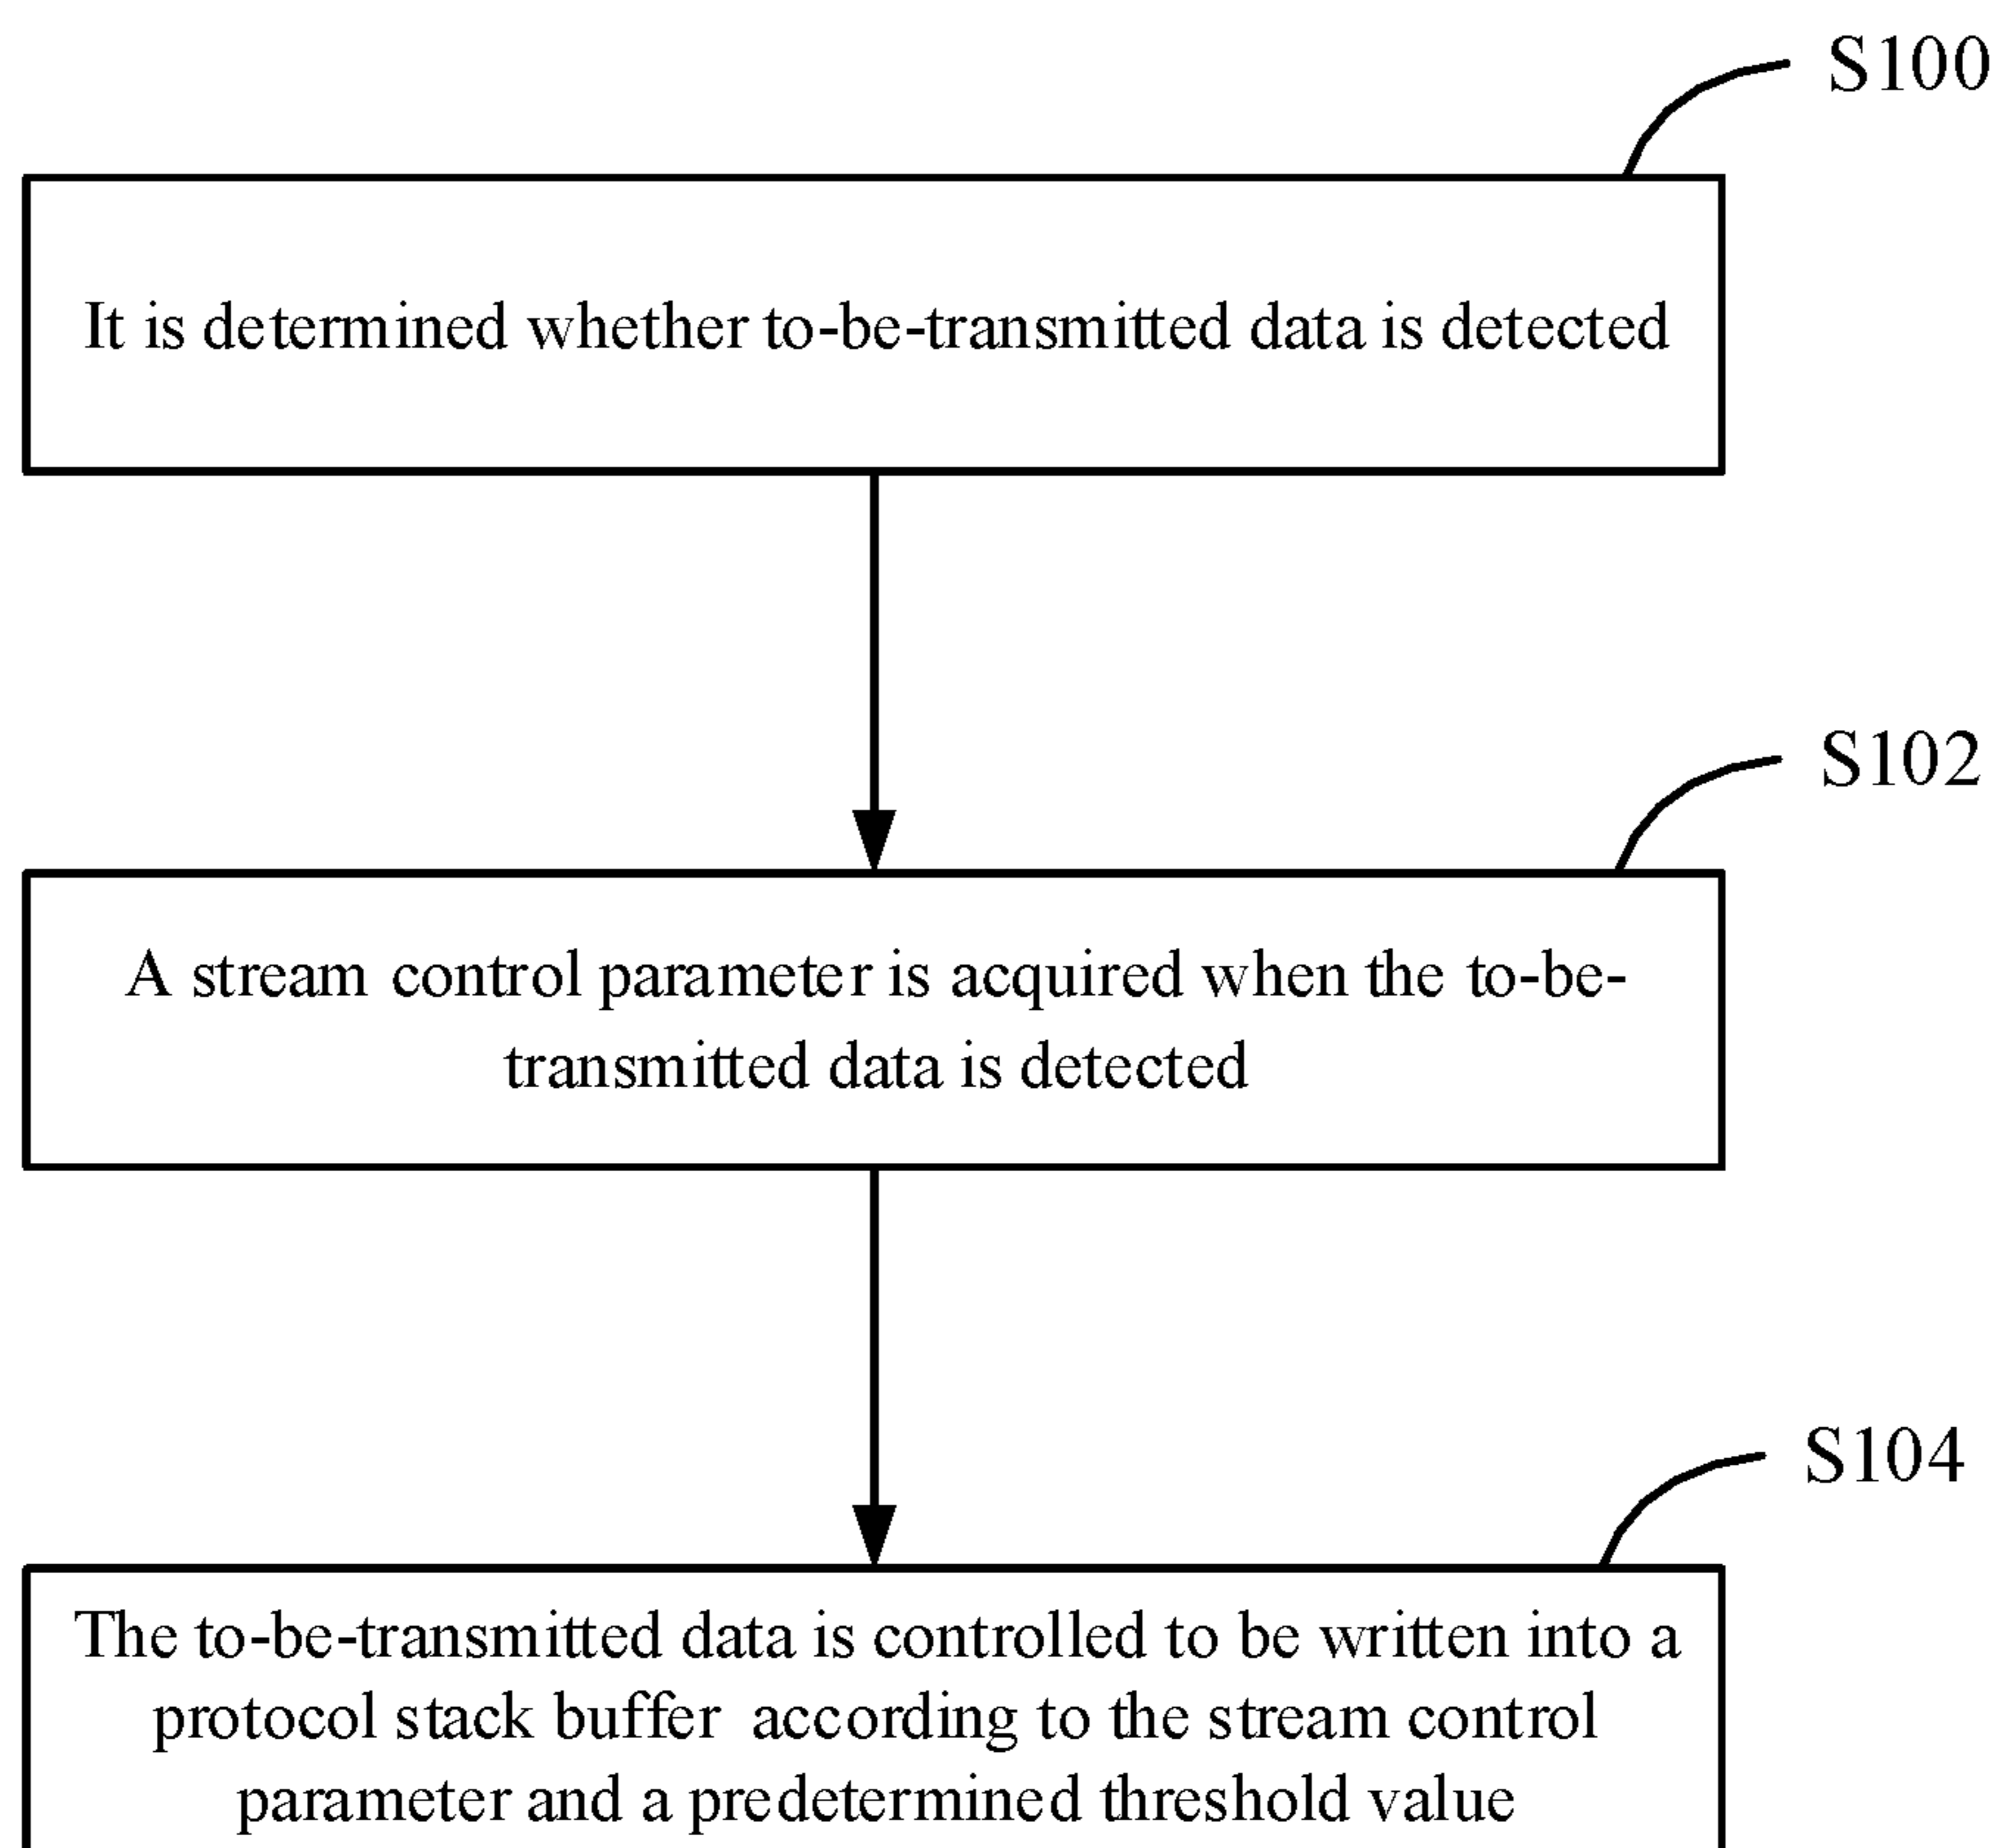 S100
It is determined whether to-be-transmitted data is detected
S102
A stream control parameter is acquired when the to-be-
transmitted data is detected
S104
The to-be-transmitted data is controlled to be written into a
protocol stack buffer according to the stream control
parameter and a predetermined threshold value